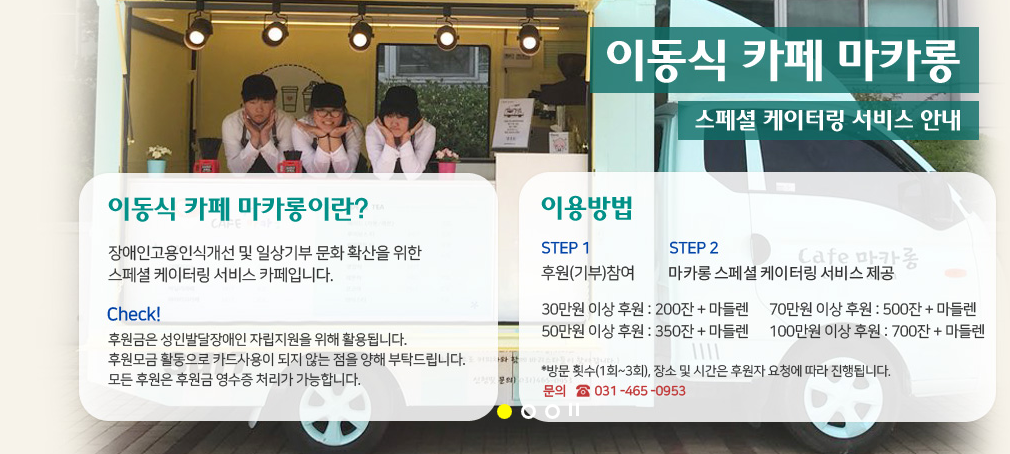 이동식 카페 마카롱
스페셜 케이터링 서비스 안내
이동식 카페 마카롱이란?
장애인고용인식개선 및 일상기부 문화 확산을 위한
스페셜 케이터링 서비스 카페입니다.
Check!
후원금은 성인발달장애인 자립지원을 위해 활용됩니다.
후원모금 활동으로 카드사용이 되지 않는 점을 양해 부탁드립니다.
모든 후원은 후원금 영수증 처리가 가능합니다.
이용방법
STEP 1 STEP 2
후원(기부)참여 마카롱 스페셜 케이터링 서비스 제공
30만원 이상 후원 : 200잔 + 마들렌 70만원 이상 후원 : 500잔 + 마들렌
50만원 이상 후원 : 350잔 + 마들렌 100만원 이상 후원 : 700잔 + 마들렌
*방문 횟수(1회~3회), 장소 및 시간은 후원자 요청에 따라 진행됩니다.
문의 ☎ 031 -465 -0953
Cafe 마카롱